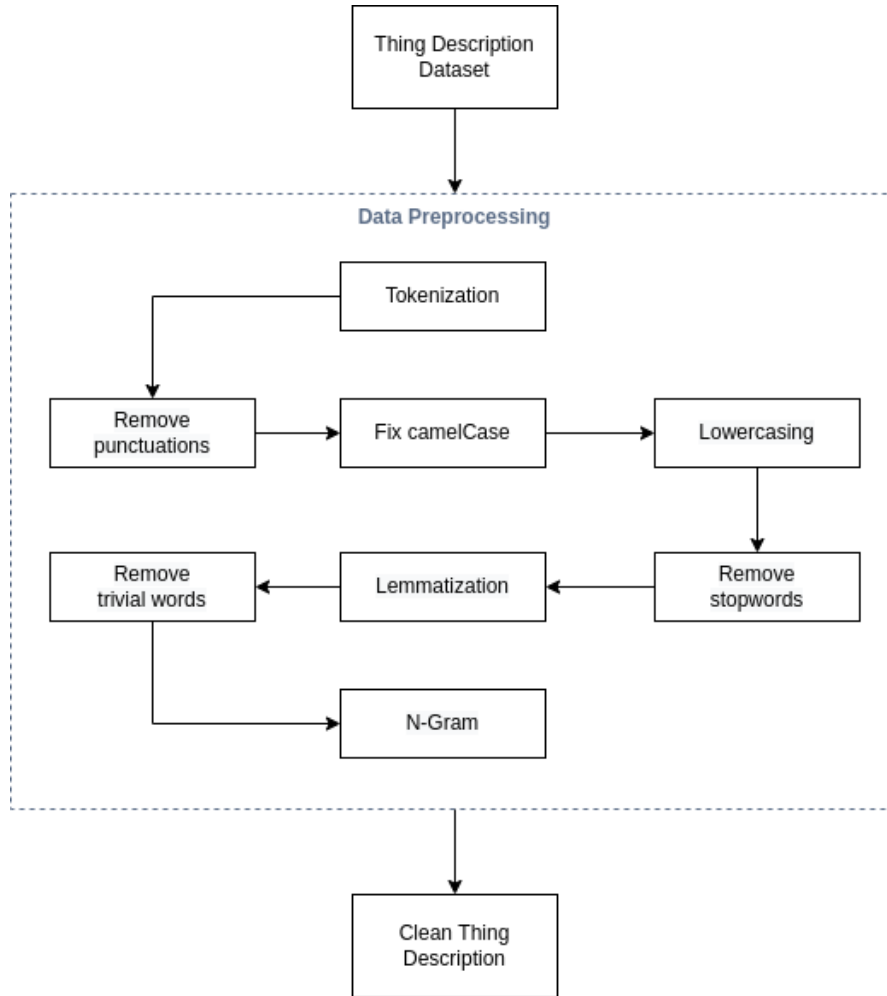 Thing Description
Dataset
Data Preprocessing
Tokenization
Remove
punctuations
Fix camelCase
Lowercasing
Remove
trivial words
Lemmatization
Remove
stopwords
N-Gram
Clean Thing
Description